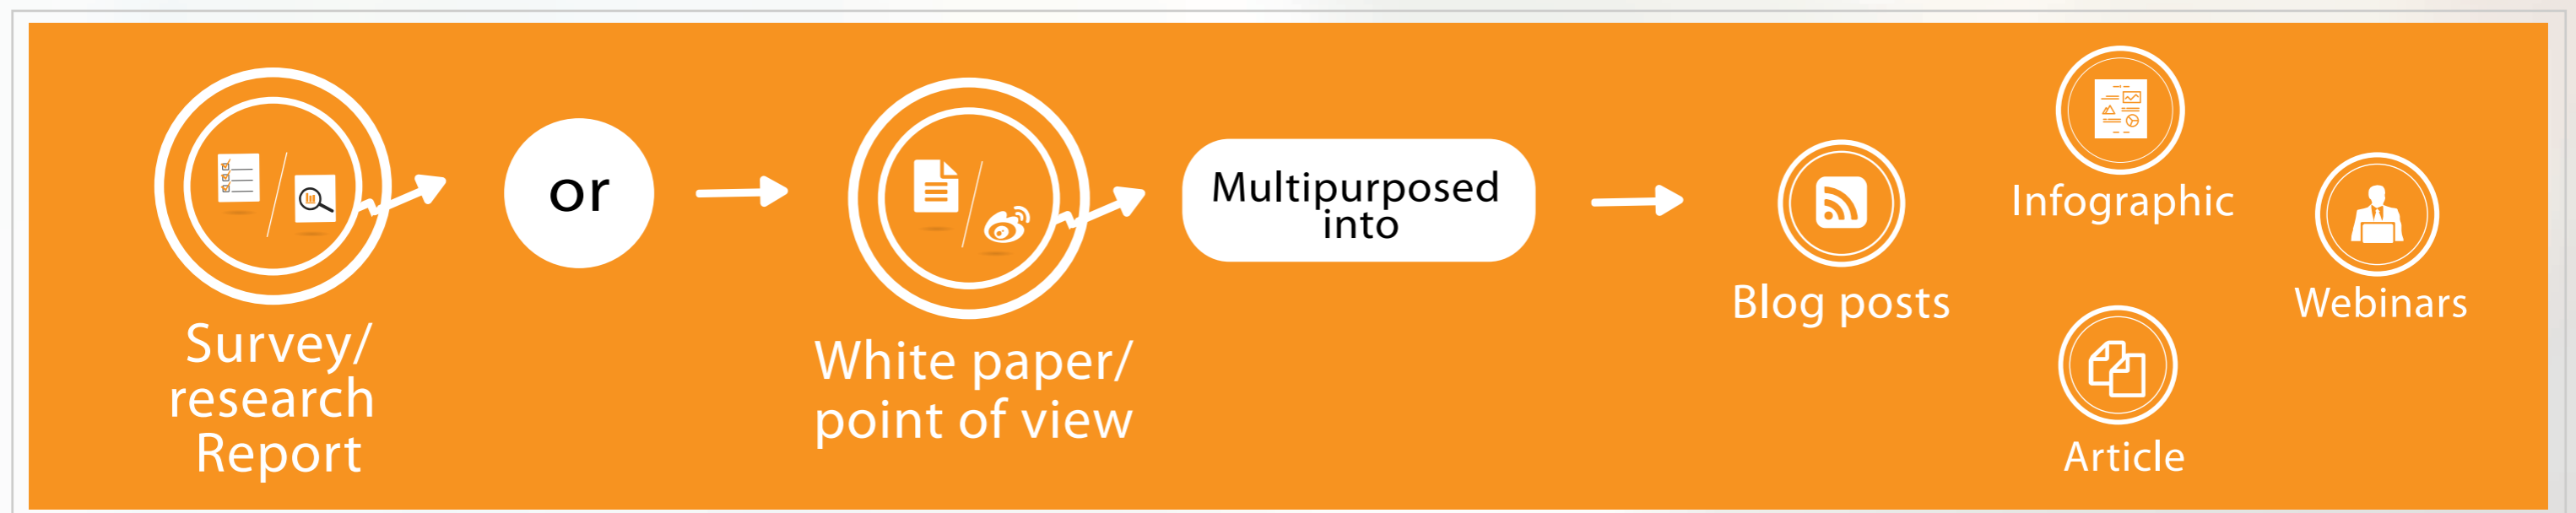 Survey/
research
Report
or
White paper/
point of view
Multipurposed
into
Blog posts
Infographic
Article
Webinars